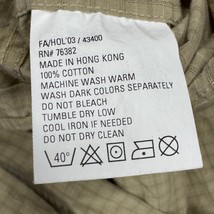 FA/HOL'03 / 43400
RN# 76382
MADE IN HONG KONG
100% COTTON
MACHINE WASH WARM
WASH DARK COLORS SEPARATELY
DO NOT BLEACH
TUMBLE DRY LOW
COOL IRON IF NEEDED
DO NOT DRY CLEAN
40°